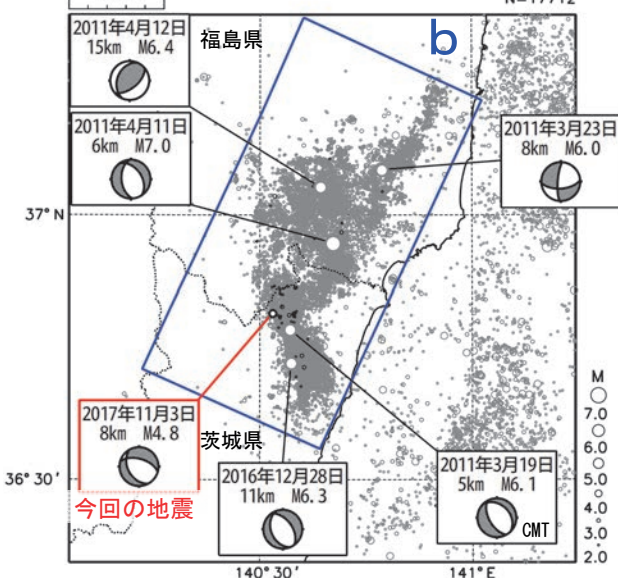 N=17712
2011年4月12日
15km M6.4
福島県
b
2011年4月11日
6km M7.0
2011年3月23日
8km M6.0
37°N
M
7.0
6.0
5.0
4.0
3.0
2.0
2017年11月3日
8km M4.8
今回の地震
茨城県
2016年12月28日
11km M6.3
2011年3月19日
5km M6.1
CMT
36°30'
140°30'
141°E